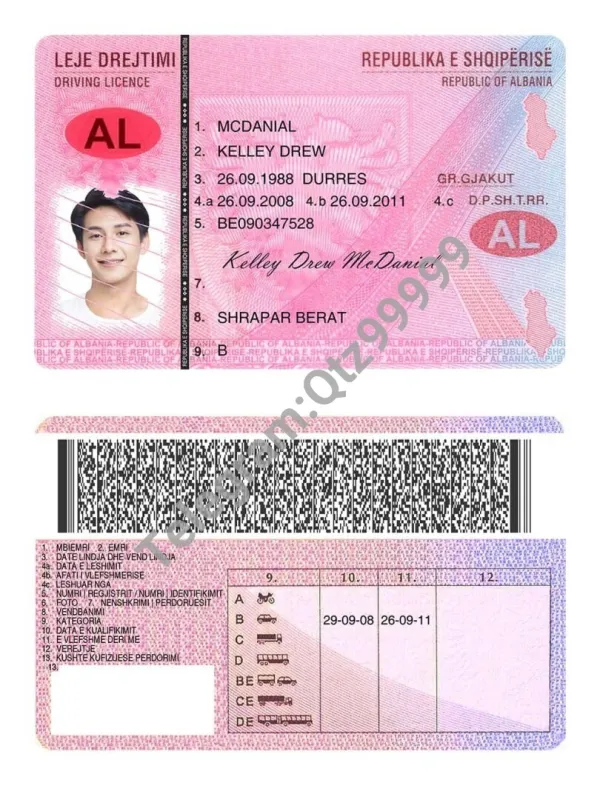 LEJE DREJTIMI
DRIVING LICENCE
REPUBLIKA E SHQIPËRISË
REPUBLIC OF ALBANIA
AL
1. MCDANIAL
2. KELLEY DREW
3. 26.09.1988 DURRES
GR.GJAKUT
4.a 26.09.2008 4.b 26.09.2011 4.c D.P.SH.T.RR.
5. BE090347528
AL
Kelley Drew McDanial
7.
8. SHRAPAR BERAT
9. B
Telegram:Qtz99999
1. MBIEMRI 2. EMRI
3. DATE LINDJA DHE VEND LINDJA
4a. DATA E LESHIMIT
4b. AFATI I VLEFSHMERISE
4c. LESHUAR NGA
5. NUMRI | REGJISTRIT / NUMRI | IDENTIFIKIMIT
6. FOTO 7. NENSHKRIMI | PERDORUESIT
8. VENDBANIMI
9. KATEGORIA
10. DATA E KUALIFIKIMIT
11. E VLEFSHME DERI ME
12. VEREJTJE
13. KUSHTE KUFIZUESE PERDORIMI
13.
9. 10. 11. 12.
A
B 29-09-08 26-09-11
C
D
BE
CE
DE